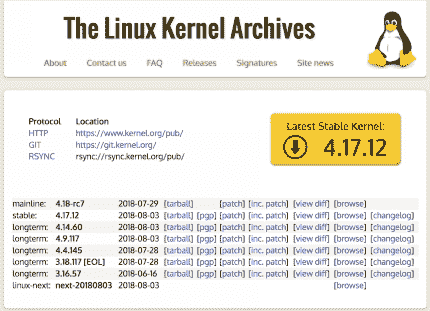 The Linux Kernel Archives
About Contact us FAQ Releases Signatures Site news
Protocol Location
HTTP https://www.kernel.org/pub/
GIT https://git.kernel.org/
RSYNC rsync://rsync.kernel.org/pub/
Latest Stable Kernel:
4.17.12
mainline: 4.18-rc7 2018-07-29 [tarball] [patch] [inc. patch] [view diff] [browse]
stable: 4.17.12 2018-08-03 [tarball] [pgp] [patch] [inc. patch] [view diff] [browse] [changelog]
longterm: 4.14.60 2018-08-03 [tarball] [pgp] [patch] [inc. patch] [view diff] [browse] [changelog]
longterm: 4.9.117 2018-08-03 [tarball] [pgp] [patch] [inc. patch] [view diff] [browse] [changelog]
longterm: 4.4.145 2018-07-28 [tarball] [pgp] [patch] [inc. patch] [view diff] [browse] [changelog]
longterm: 3.18.117 [EOL] 2018-07-28 [tarball] [pgp] [patch] [inc. patch] [view diff] [browse] [changelog]
longterm: 3.16.57 2018-06-16 [tarball] [pgp] [patch] [inc. patch] [view diff] [browse] [changelog]
linux-next: next-20180803 2018-08-03 [browse]